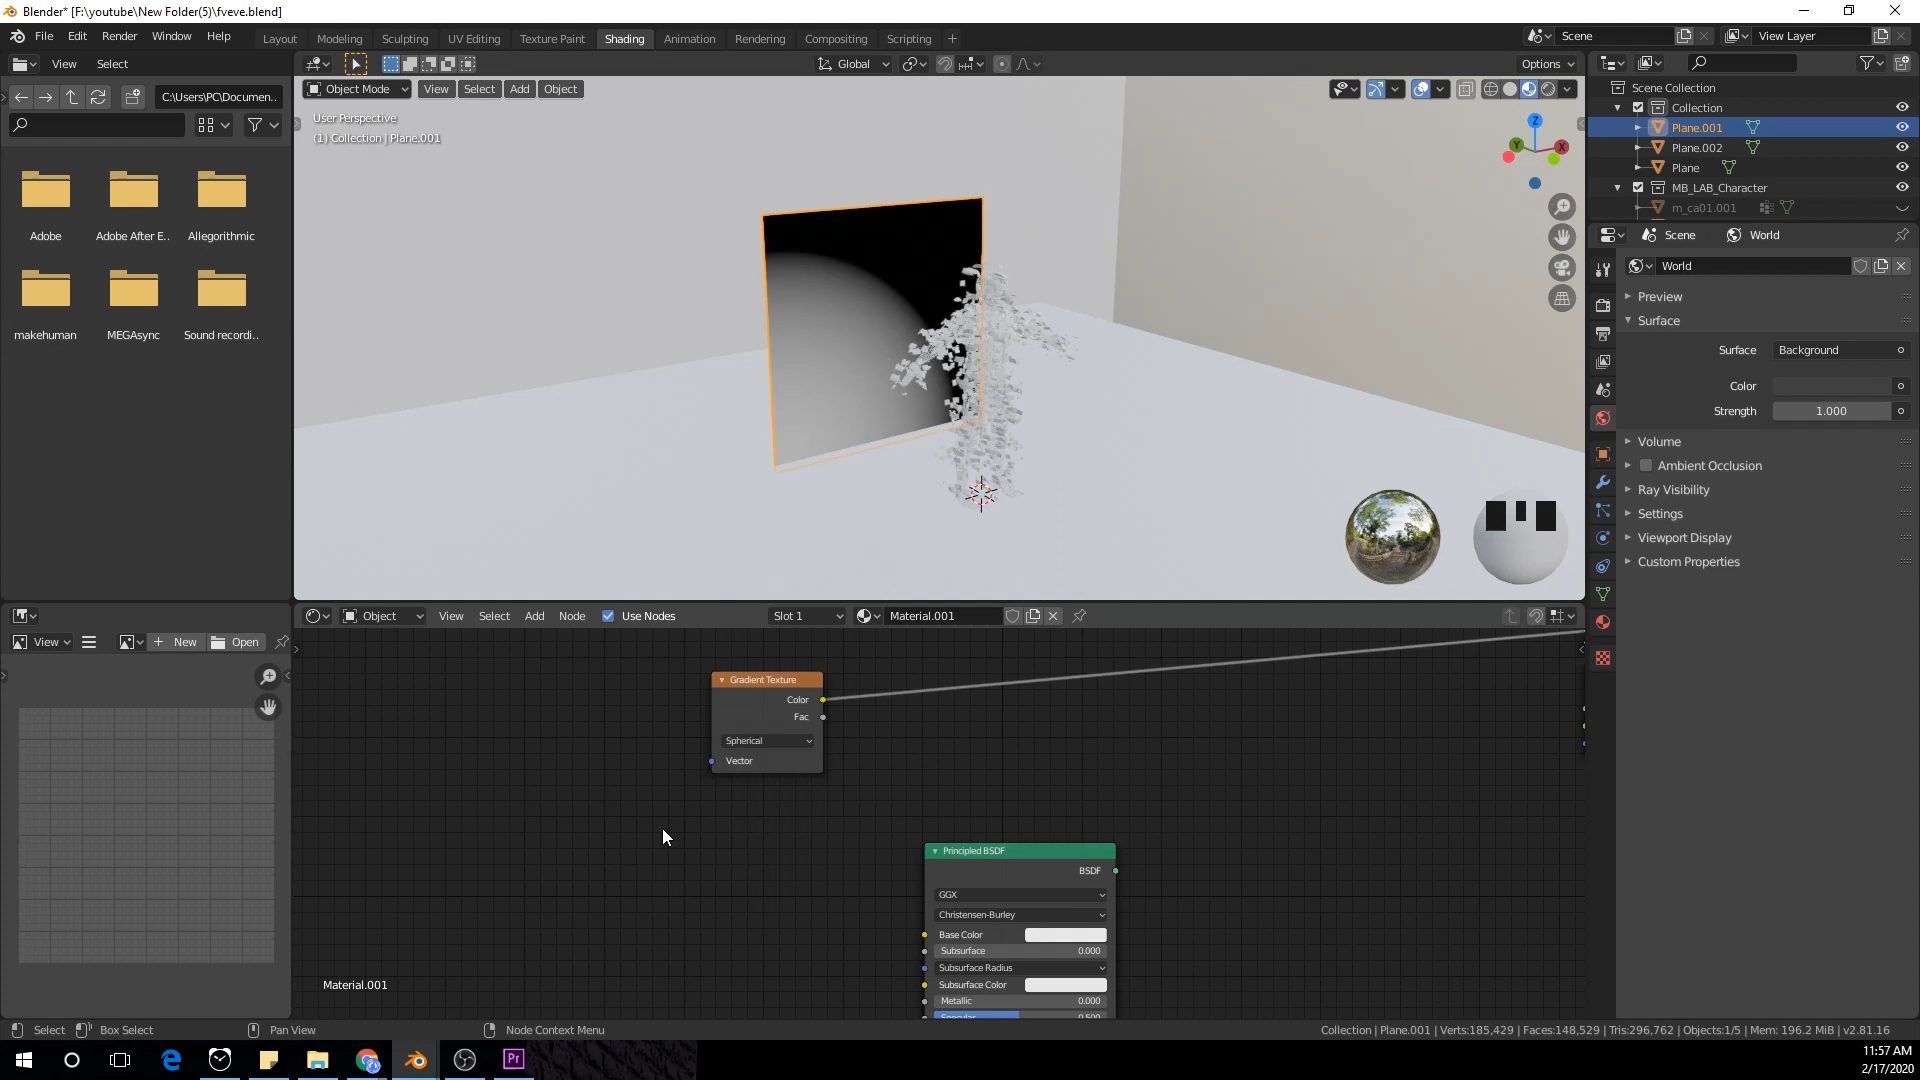 Blender* [F:\youtube\New Folder(5)\fveve.blend]
File Edit Render Window Help
Layout Modeling Sculpting UV Editing Texture Paint Shading Animation Rendering Compositing Scripting
Scene
View Layer
View Select
Global
Options
C:\Users\PC\Documen..
Object Mode
View Select Add Object
User Perspective
(1) Collection | Plane.001
Z
Y
X
Adobe
Adobe After E..
Allegorithmic
makehuman
MEGAsync
Sound recordi..
Scene Collection
Collection
Plane.001
Plane.002
Plane
MB_LAB_Character
m_ca01.001
Scene
World
World
Preview
Surface
Surface
Background
Color
Strength
1.000
Volume
Ambient Occlusion
Ray Visibility
Settings
Viewport Display
Custom Properties
View
New
Open
Object
View Select Add Node
Use Nodes
Slot 1
Material.001
Gradient Texture
Color
Fac
Spherical
Vector
Principled BSDF
BSDF
GGX
Christensen-Burley
Base Color
Subsurface 0.000
Subsurface Radius
Subsurface Color
Metallic 0.000
Specular 0.500
Material.001
Select
Box Select
Pan View
Node Context Menu
Collection | Plane.001 | Verts:185,429 | Faces:148,529 | Tris:296,762 | Objects:1/5 | Mem: 196.2 MiB | v2.81.16
Pr
11:57 AM
2/17/2020